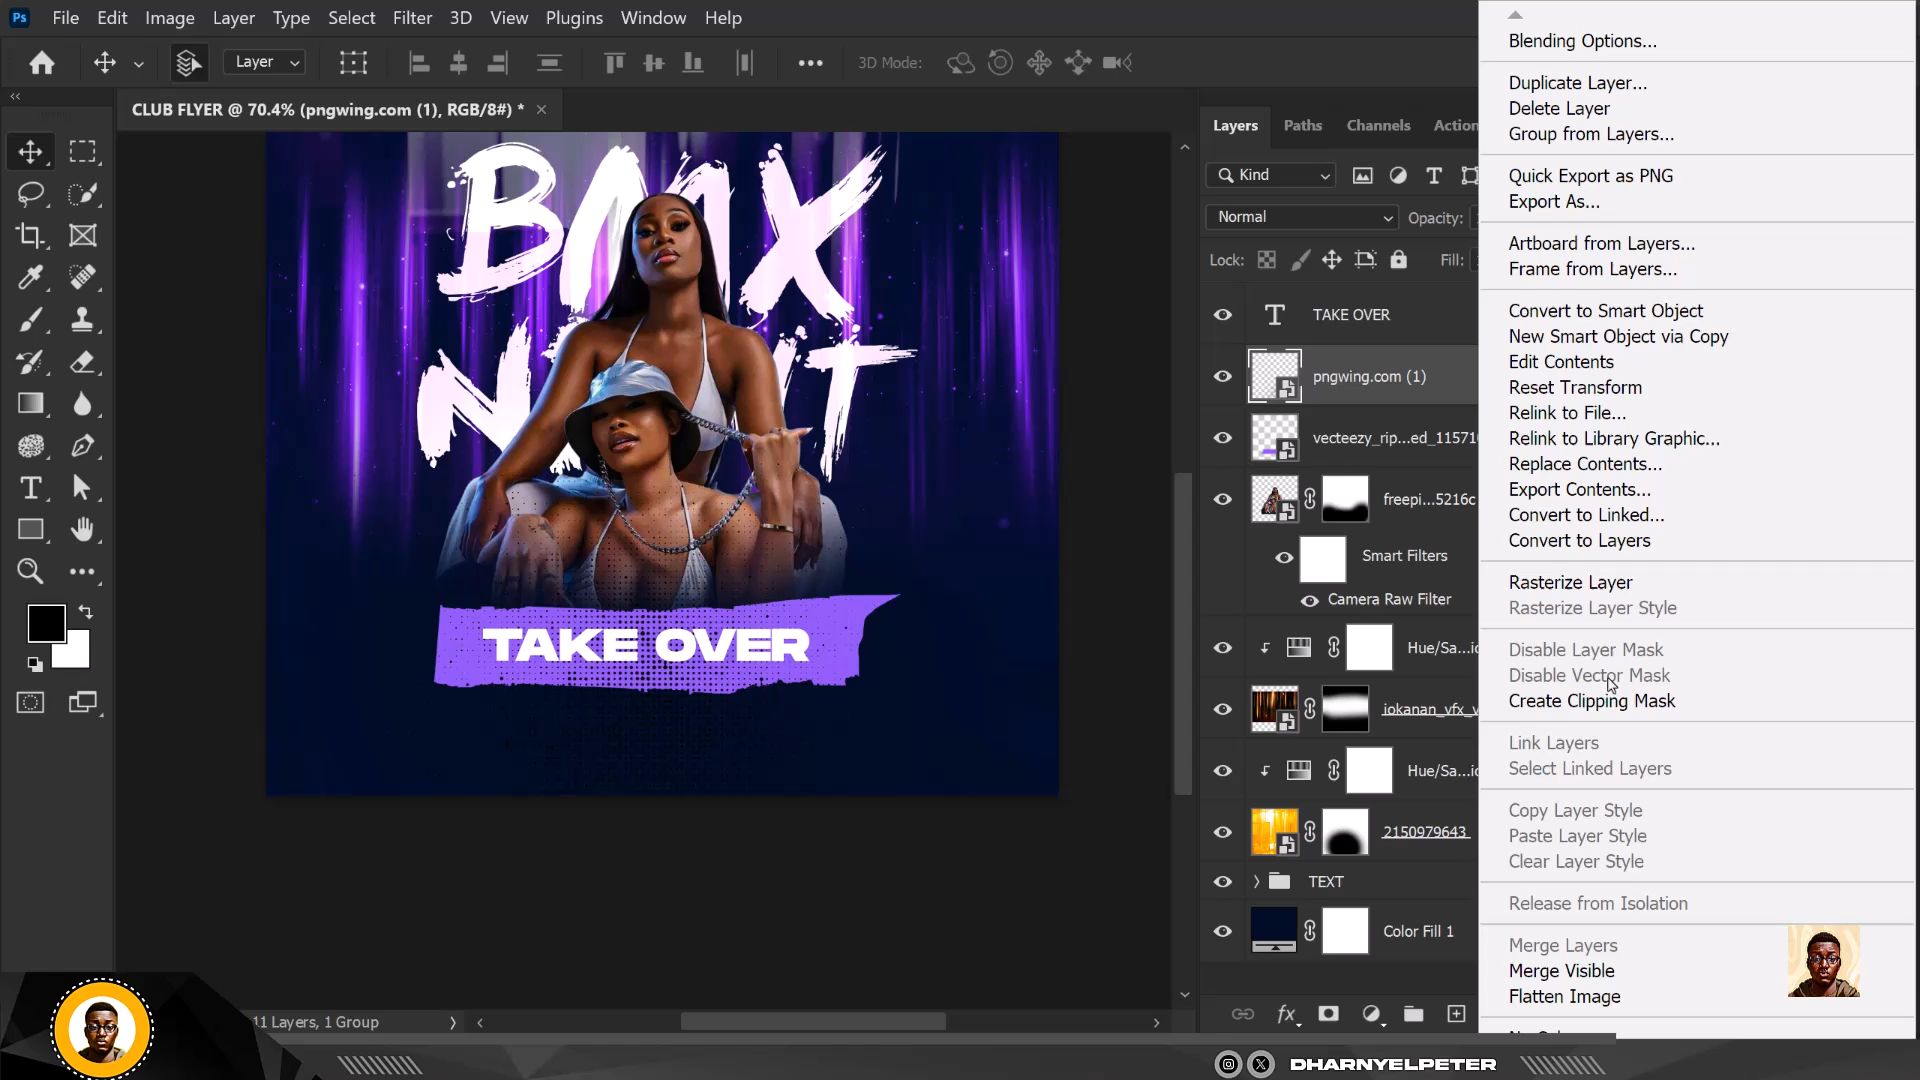 Ps File Edit Image Layer Type Select Filter 3D View Plugins Window Help
Layer 3D Mode:
CLUB FLYER @ 70.4% (pngwing.com (1), RGB/8#) *
BMX
TAKE OVER
11 Layers, 1 Group
Layers Paths Channels Action
Kind
Normal Opacity:
Lock: Fill:
TAKE OVER
pngwing.com (1)
vecteezy_rip...ed_11571
freepi...5216c
Smart Filters
Camera Raw Filter
Hue/Sa...ic
iokanan_vfx_v
Hue/Sa...ic
2150979643
TEXT
Color Fill 1
fx
Blending Options...
Duplicate Layer...
Delete Layer
Group from Layers...
Quick Export as PNG
Export As...
Artboard from Layers...
Frame from Layers...
Convert to Smart Object
New Smart Object via Copy
Edit Contents
Reset Transform
Relink to File...
Relink to Library Graphic...
Replace Contents...
Export Contents...
Convert to Linked...
Convert to Layers
Rasterize Layer
Rasterize Layer Style
Disable Layer Mask
Disable Vector Mask
Create Clipping Mask
Link Layers
Select Linked Layers
Copy Layer Style
Paste Layer Style
Clear Layer Style
Release from Isolation
Merge Layers
Merge Visible
Flatten Image
DHARNYELPETER